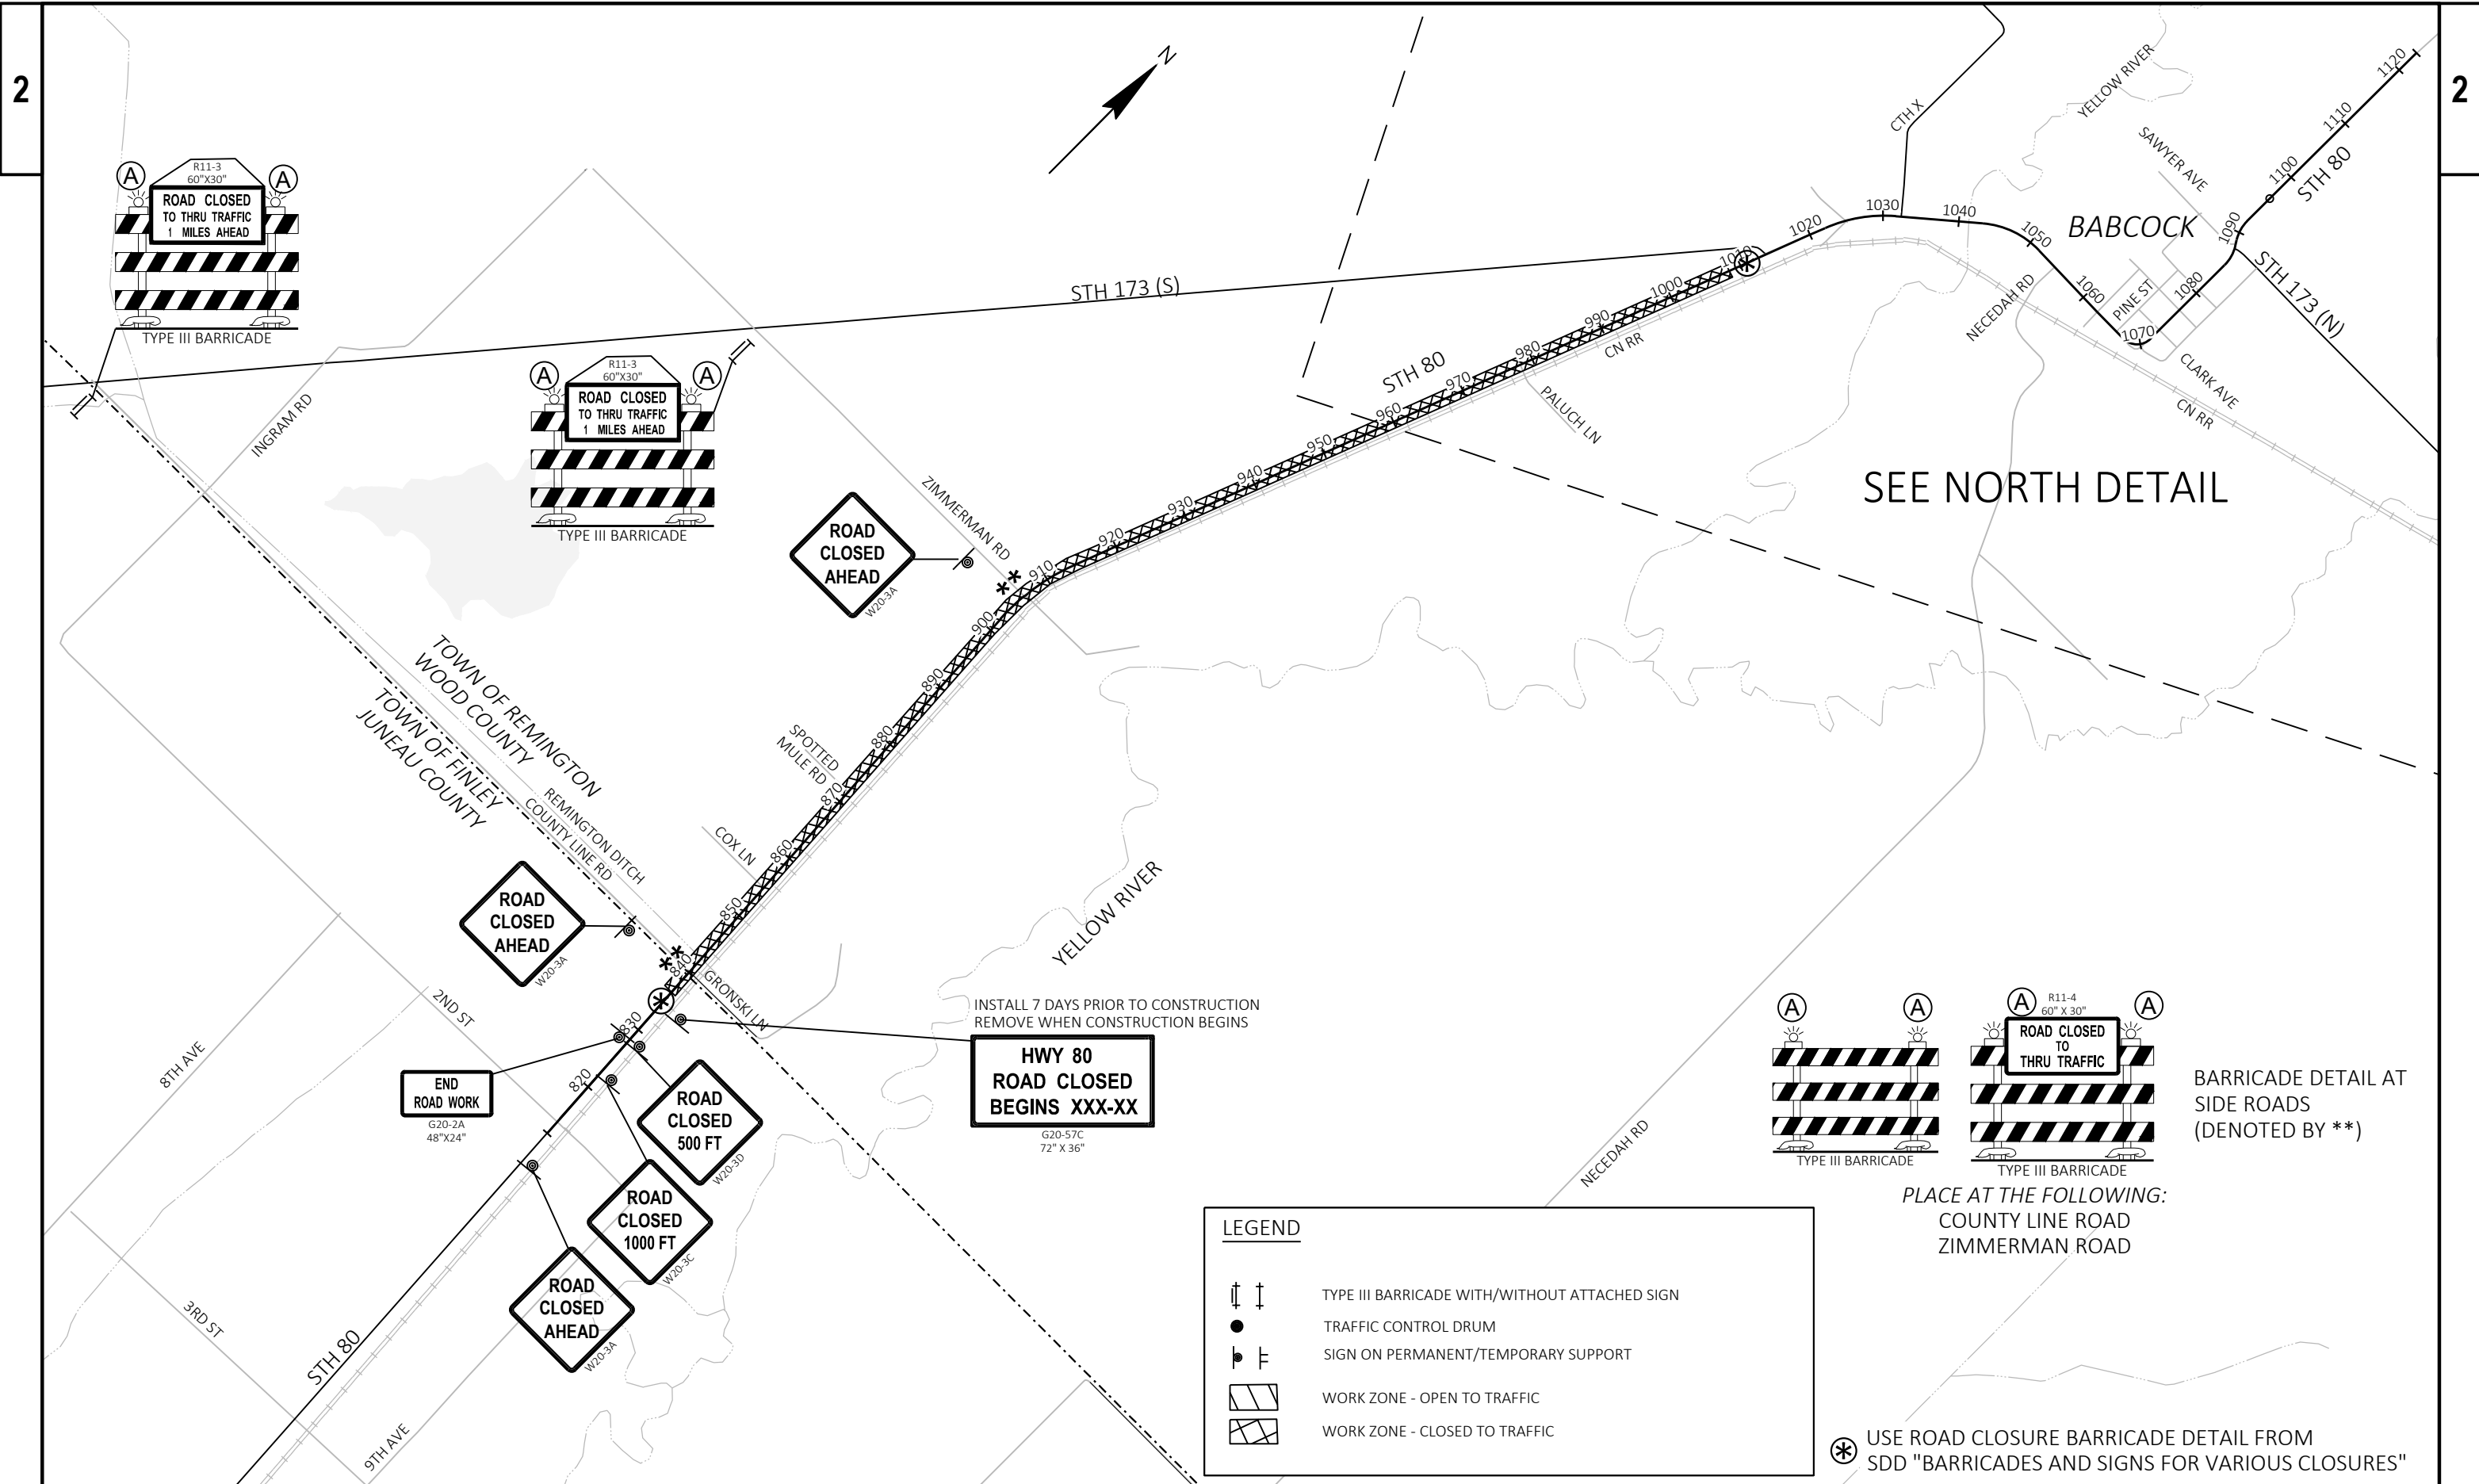 2
2
N
A
R11-3
60"X30"
A
ROAD CLOSED
TO THRU TRAFFIC
1 MILES AHEAD
TYPE III BARRICADE
A
R11-3
60"X30"
A
ROAD CLOSED
TO THRU TRAFFIC
1 MILES AHEAD
TYPE III BARRICADE
INGRAM RD
STH 173 (S)
CTH X
YELLOW RIVER
SAWYER AVE
BABCOCK
STH 80
STH 173 (N)
NECEDAH RD
PINE ST
CLARK AVE
CN RR
1120
1110
1100
1090
1080
1070
1060
1050
1040
1030
1020
1010
1000
990
980
970
960
950
940
930
920
910
900
890
880
870
860
850
840
830
820
STH 80
CN RR
PALUCH LN
SEE NORTH DETAIL
ZIMMERMAN RD
**
ROAD
CLOSED
AHEAD
W20-3A
TOWN OF REMINGTON
WOOD COUNTY
TOWN OF FINLEY
JUNEAU COUNTY
REMINGTON DITCH
COUNTY LINE RD
SPOTTED
MULE RD
COX LN
ROAD
CLOSED
AHEAD
W20-3A
**
GRONSKI LN
YELLOW RIVER
2ND ST
8TH AVE
3RD ST
9TH AVE
STH 80
END
ROAD WORK
G20-2A
48"X24"
INSTALL 7 DAYS PRIOR TO CONSTRUCTION
REMOVE WHEN CONSTRUCTION BEGINS
HWY 80
ROAD CLOSED
BEGINS XXX-XX
G20-57C
72" X 36"
ROAD
CLOSED
500 FT
W20-3D
ROAD
CLOSED
1000 FT
W20-3C
ROAD
CLOSED
AHEAD
W20-3A
NECEDAH RD
A
A
TYPE III BARRICADE
A
R11-4
60" X 30"
A
ROAD CLOSED
TO
THRU TRAFFIC
TYPE III BARRICADE
BARRICADE DETAIL AT
SIDE ROADS
(DENOTED BY **)
PLACE AT THE FOLLOWING:
COUNTY LINE ROAD
ZIMMERMAN ROAD
LEGEND
TYPE III BARRICADE WITH/WITHOUT ATTACHED SIGN
TRAFFIC CONTROL DRUM
SIGN ON PERMANENT/TEMPORARY SUPPORT
WORK ZONE - OPEN TO TRAFFIC
WORK ZONE - CLOSED TO TRAFFIC
USE ROAD CLOSURE BARRICADE DETAIL FROM
SDD "BARRICADES AND SIGNS FOR VARIOUS CLOSURES"